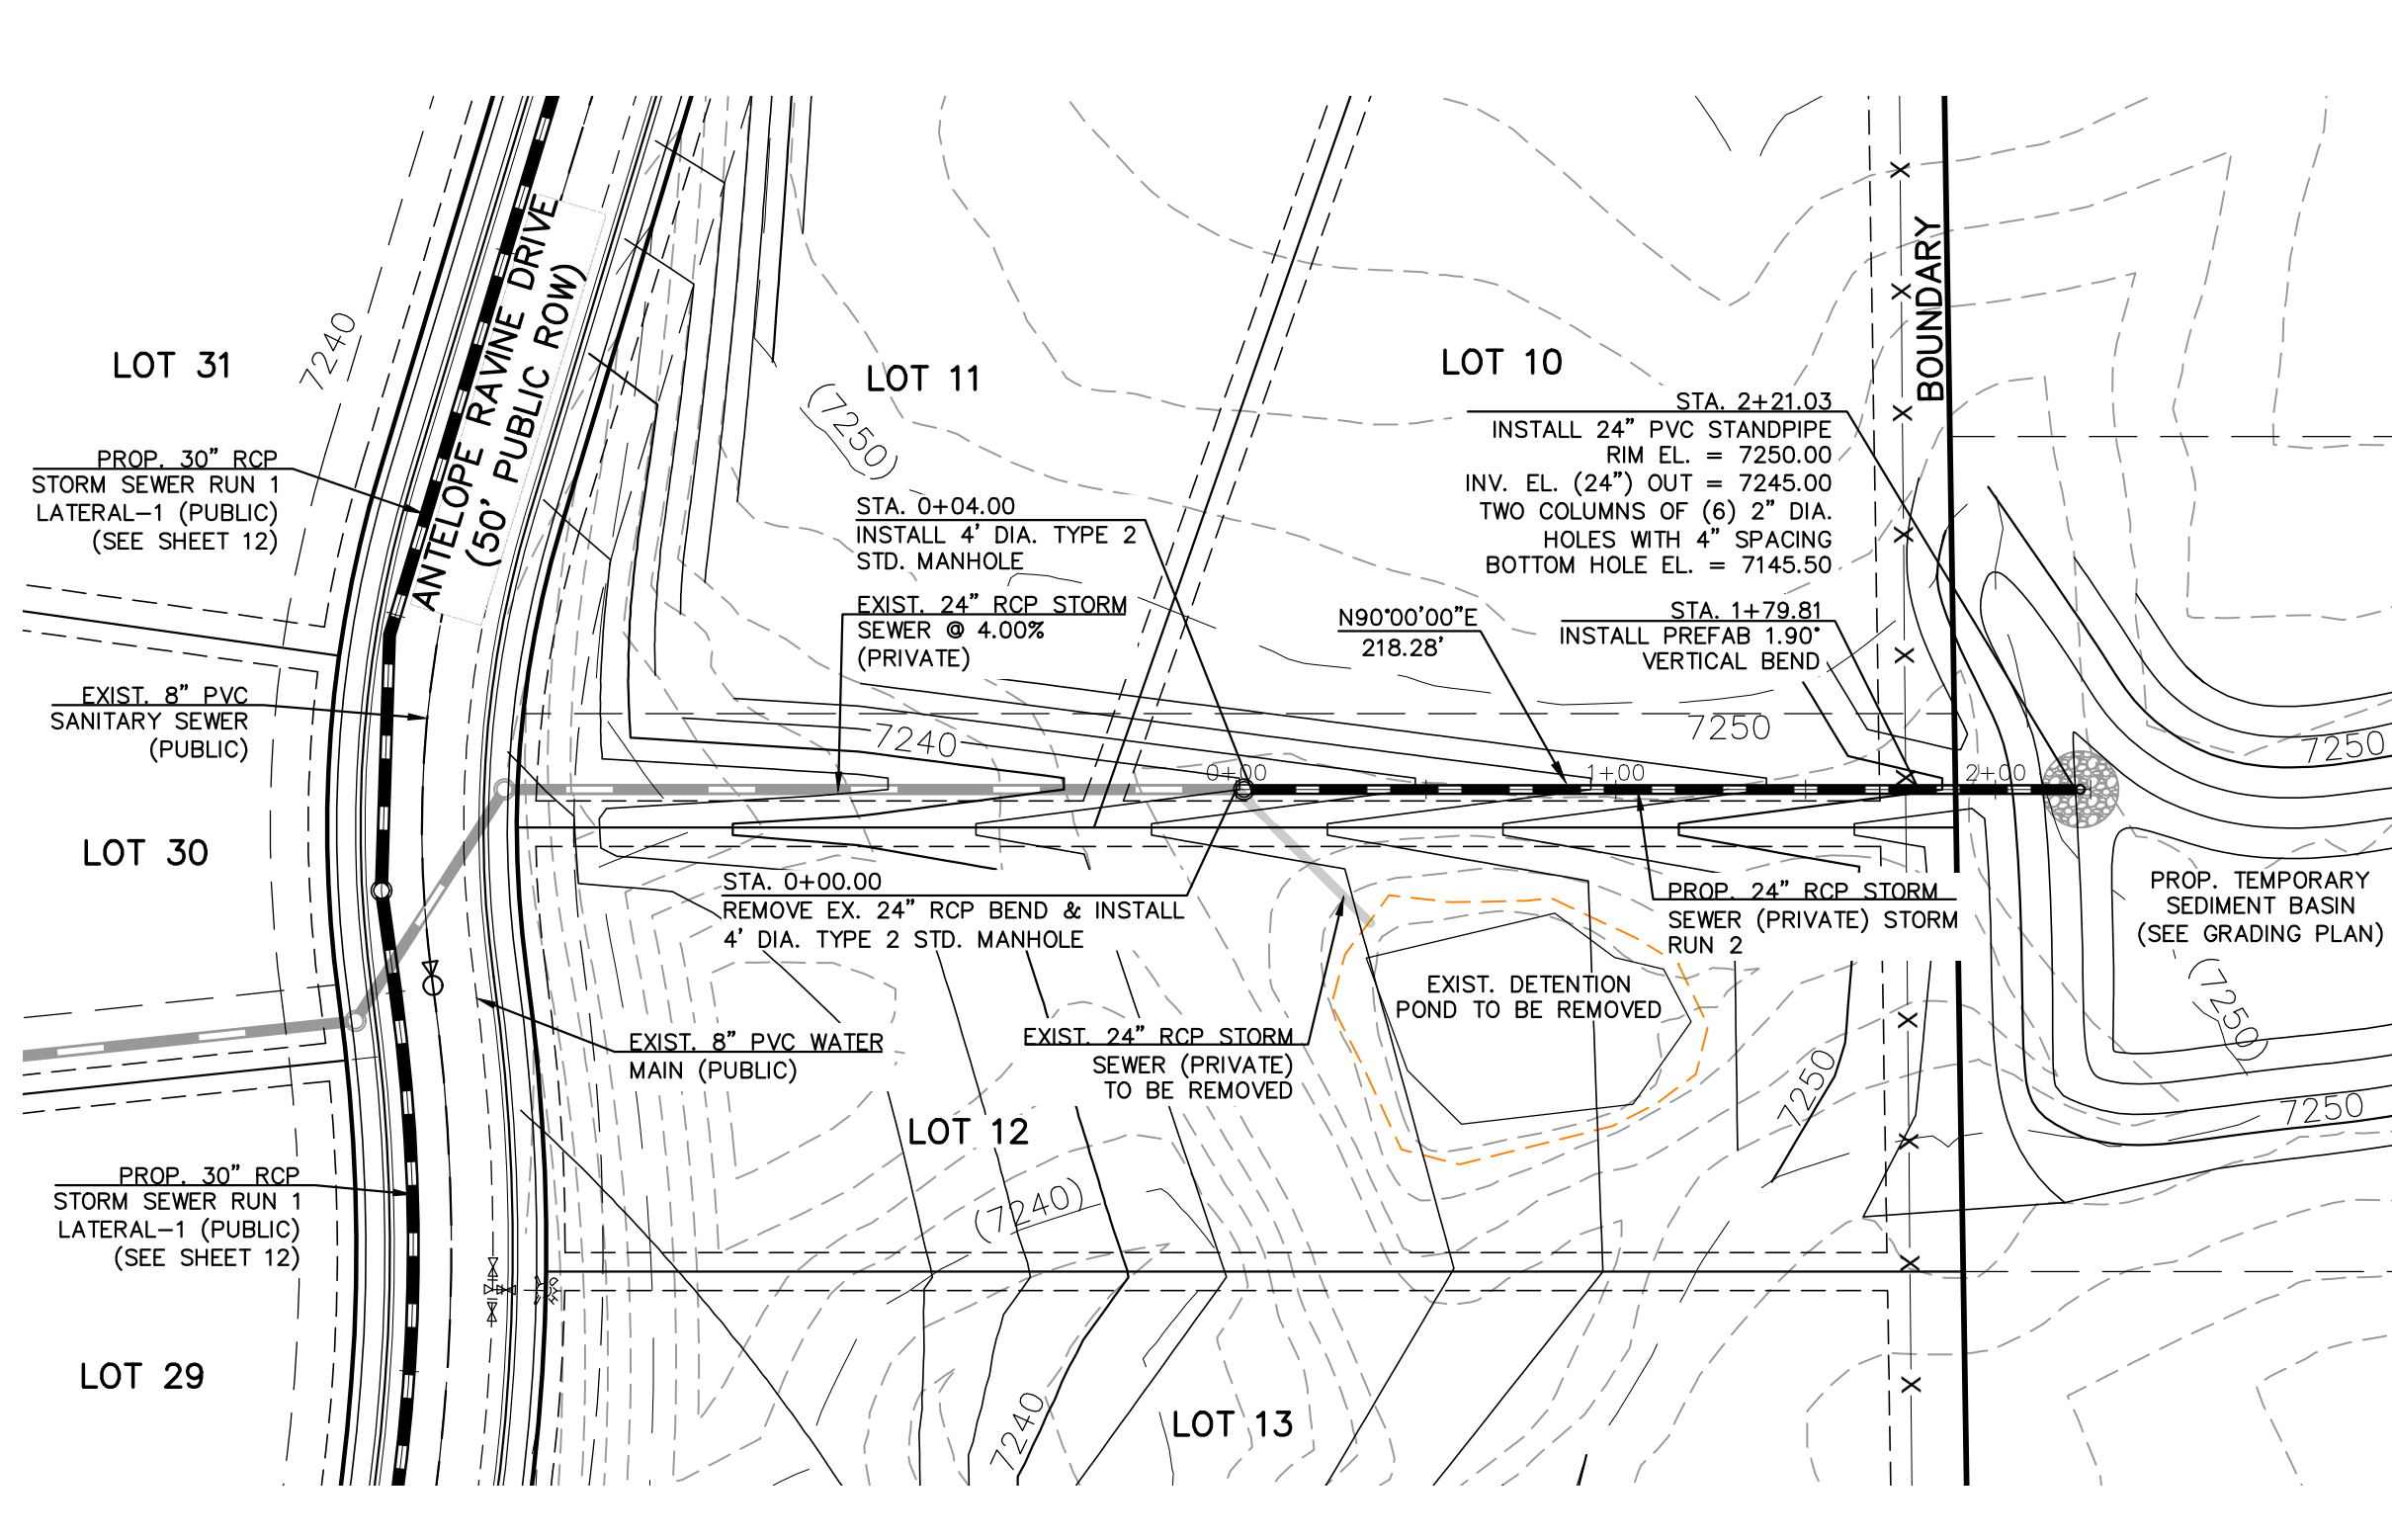 LOT 31
7240
ANTELOPE RAVINE DRIVE
(50' PUBLIC ROW)
LOT 11
(7250)
LOT 10
BOUNDARY
STA. 2+21.03
INSTALL 24" PVC STANDPIPE
RIM EL. = 7250.00
INV. EL. (24") OUT = 7245.00
TWO COLUMNS OF (6) 2" DIA.
HOLES WITH 4" SPACING
BOTTOM HOLE EL. = 7145.50
PROP. 30" RCP
STORM SEWER RUN 1
LATERAL-1 (PUBLIC)
(SEE SHEET 12)
STA. 0+04.00
INSTALL 4' DIA. TYPE 2
STD. MANHOLE
EXIST. 24" RCP STORM
SEWER @ 4.00%
(PRIVATE)
N90°00'00"E
218.28'
STA. 1+79.81
INSTALL PREFAB 1.90°
VERTICAL BEND
EXIST. 8" PVC
SANITARY SEWER
(PUBLIC)
7240
7250
7250
0+00
1+00
2+00
X
X
X
X
X
X
X
X
X
X
LOT 30
STA. 0+00.00
REMOVE EX. 24" RCP BEND & INSTALL
4' DIA. TYPE 2 STD. MANHOLE
PROP. 24" RCP STORM
SEWER (PRIVATE) STORM
RUN 2
PROP. TEMPORARY
SEDIMENT BASIN
(SEE GRADING PLAN)
EXIST. DETENTION
POND TO BE REMOVED
(7250)
EXIST. 8" PVC WATER
MAIN (PUBLIC)
EXIST. 24" RCP STORM
SEWER (PRIVATE)
TO BE REMOVED
7250
7250
LOT 12
(7240)
PROP. 30" RCP
STORM SEWER RUN 1
LATERAL-1 (PUBLIC)
(SEE SHEET 12)
LOT 29
7240
LOT 13